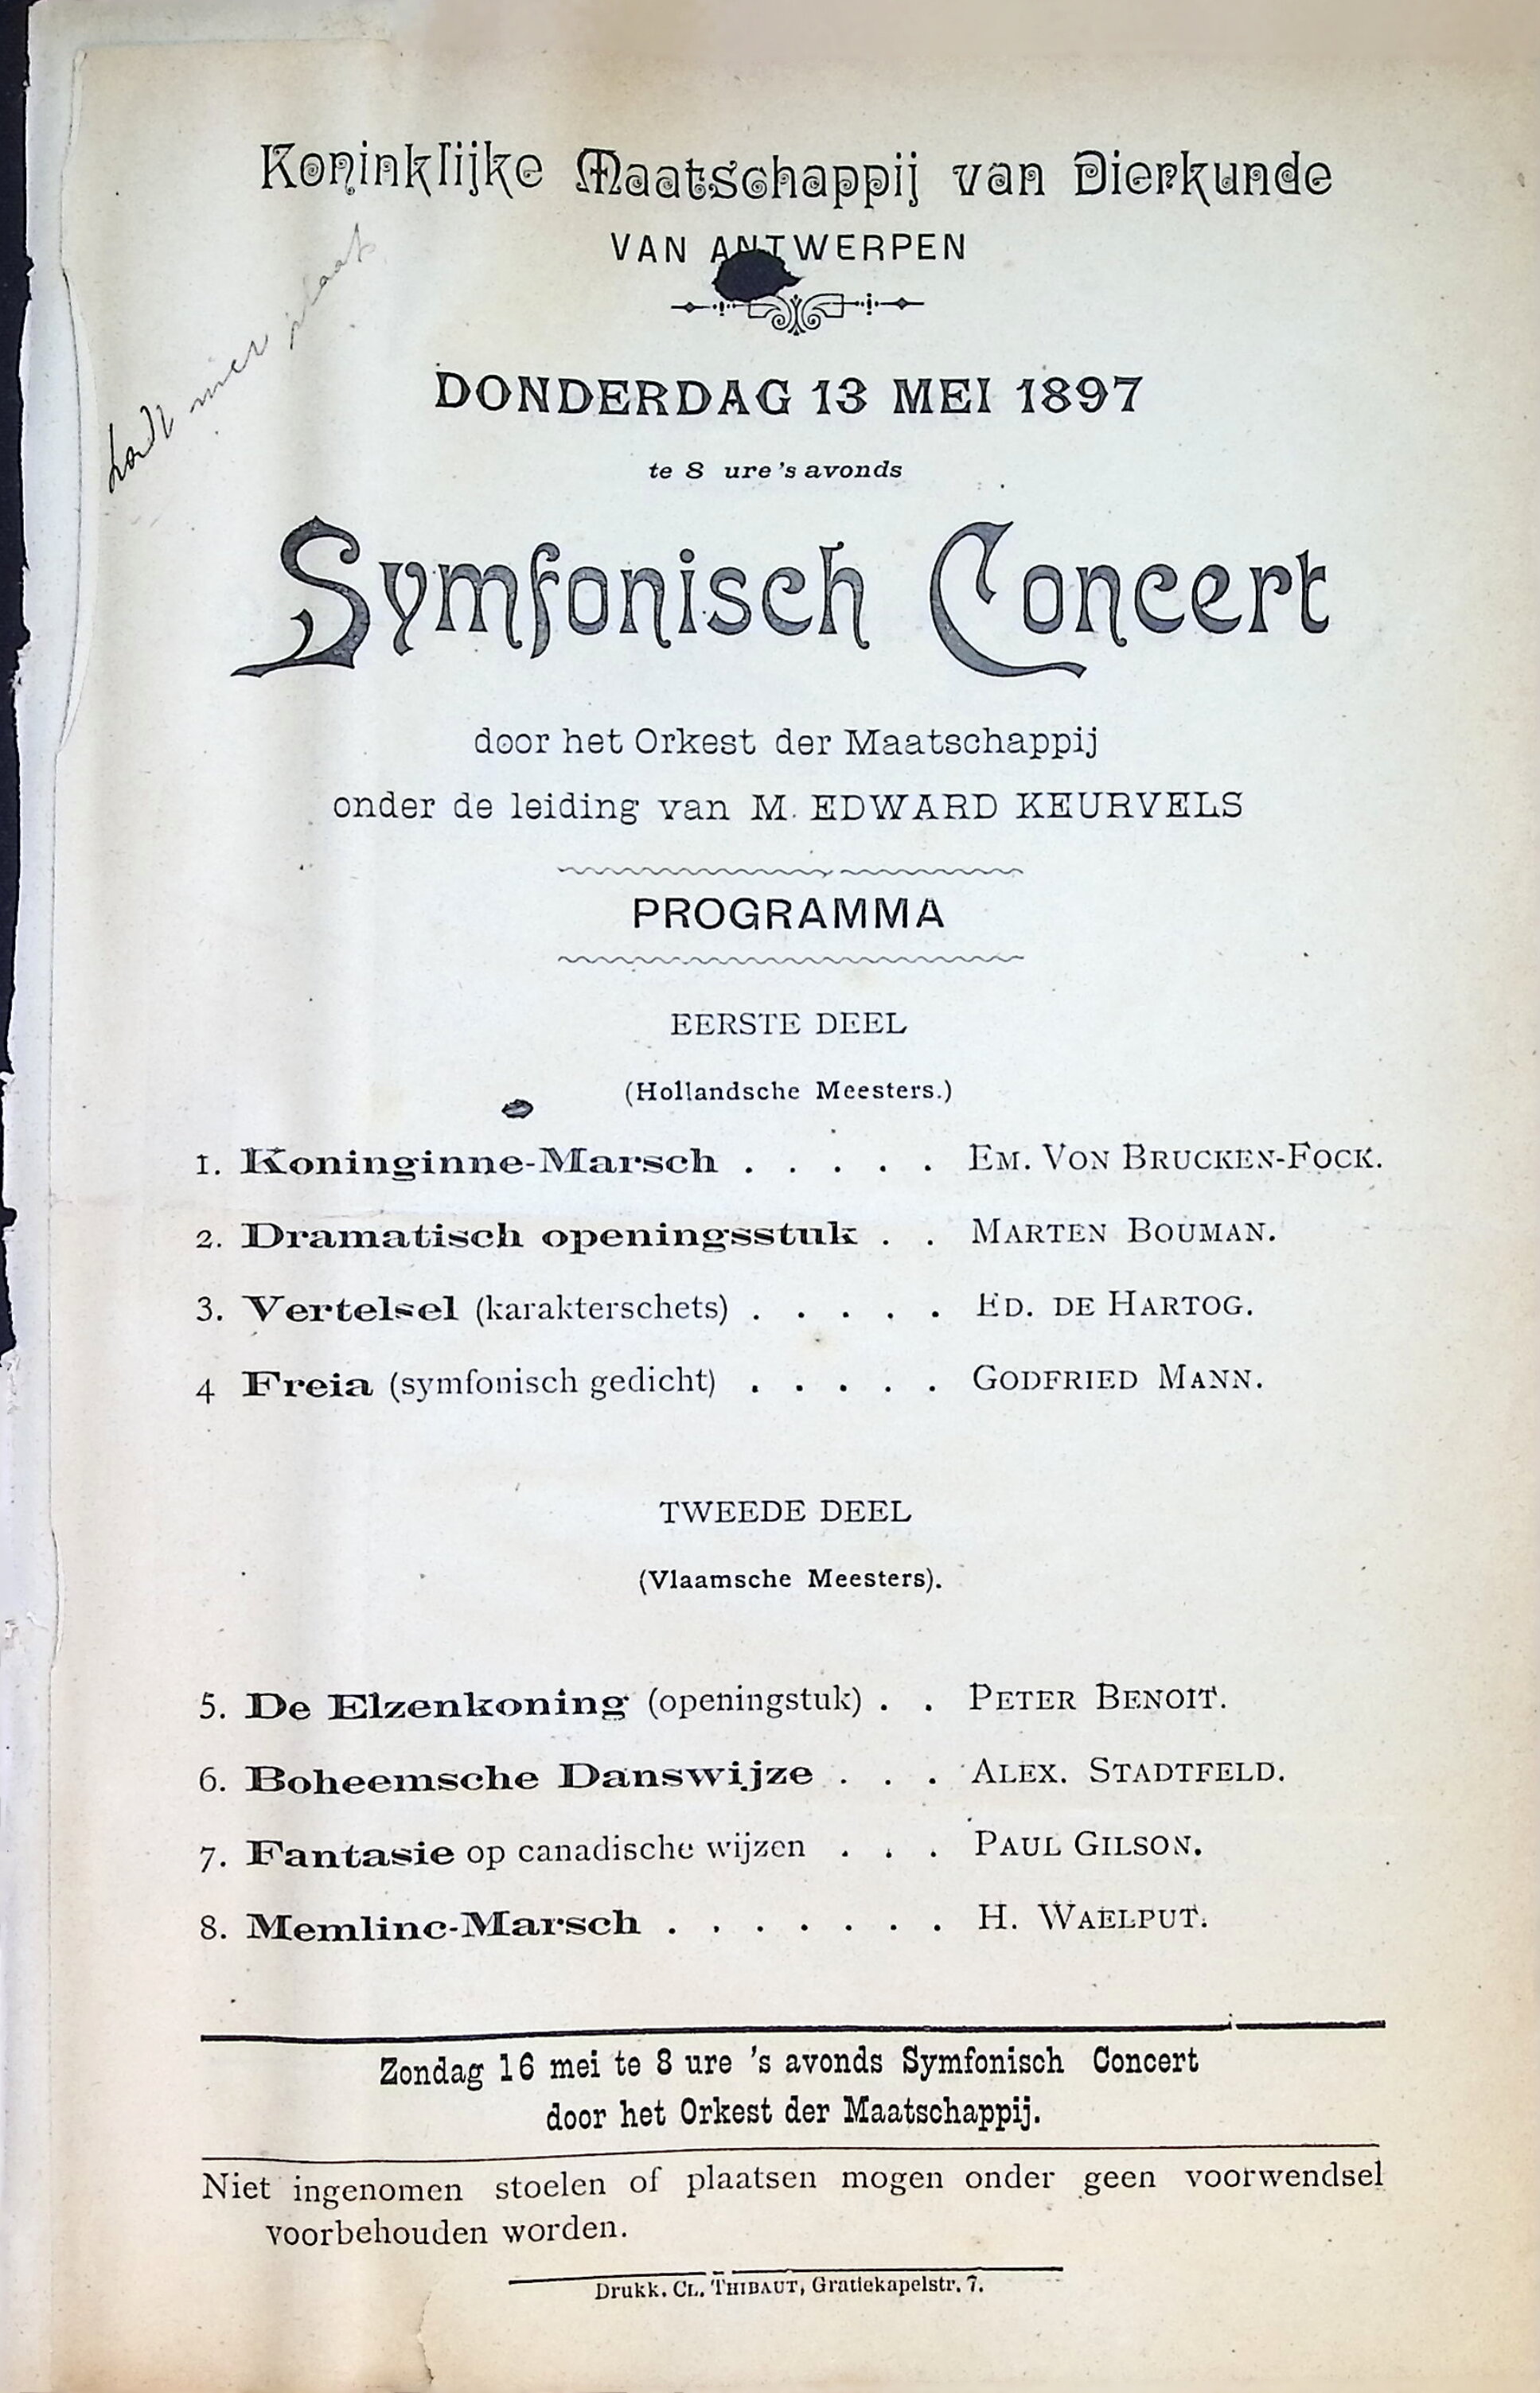 Koninklijke Maatschappij van Dierkunde
VAN ANTWERPEN
DONDERDAG 13 MEI 1897
te 8 ure 's avonds
Symfonisch Concert
door het Orkest der Maatschappij
onder de leiding van M. EDWARD KEURVELS
PROGRAMMA
EERSTE DEEL
(Hollandsche Meesters.)
1. Koninginne-Marsch . . . . . EM. VON BRUCKEN-FOCK.
2. Dramatisch openingsstuk . . MARTEN BOUMAN.
3. Vertelsel (karakterschets) . . . . . ED. DE HARTOG.
4 Freia (symfonisch gedicht) . . . . . GODFRIED MANN.
TWEEDE DEEL
(Vlaamsche Meesters).
5. De Elzenkoning (openingstuk) . . PETER BENOIT.
6. Boheemsche Danswijze . . . ALEX. STADTFELD.
7. Fantasie op canadische wijzen . . . PAUL GILSON.
8. Memlinc-Marsch . . . . . . . H. WAELPUT.
Zondag 16 mei te 8 ure 's avonds Symfonisch Concert
door het Orkest der Maatschappij.
Niet ingenomen stoelen of plaatsen mogen onder geen voorwendsel
voorbehouden worden.
Drukk. CL. THIBAUT, Gratiekapelstr. 7.
plaat